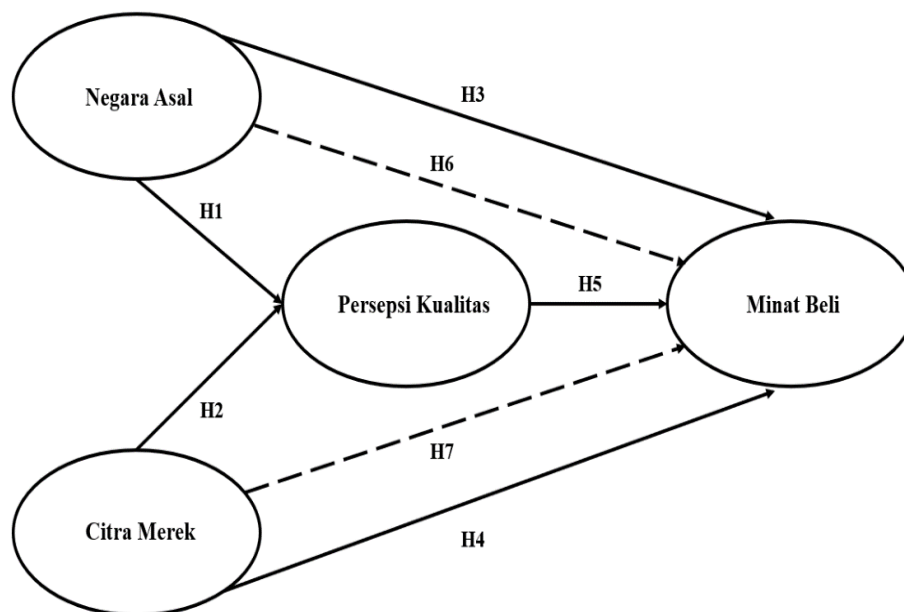 Negara Asal
H3
H6
H1
Persepsi Kualitas
H5
Minat Beli
H2
H7
Citra Merek
H4